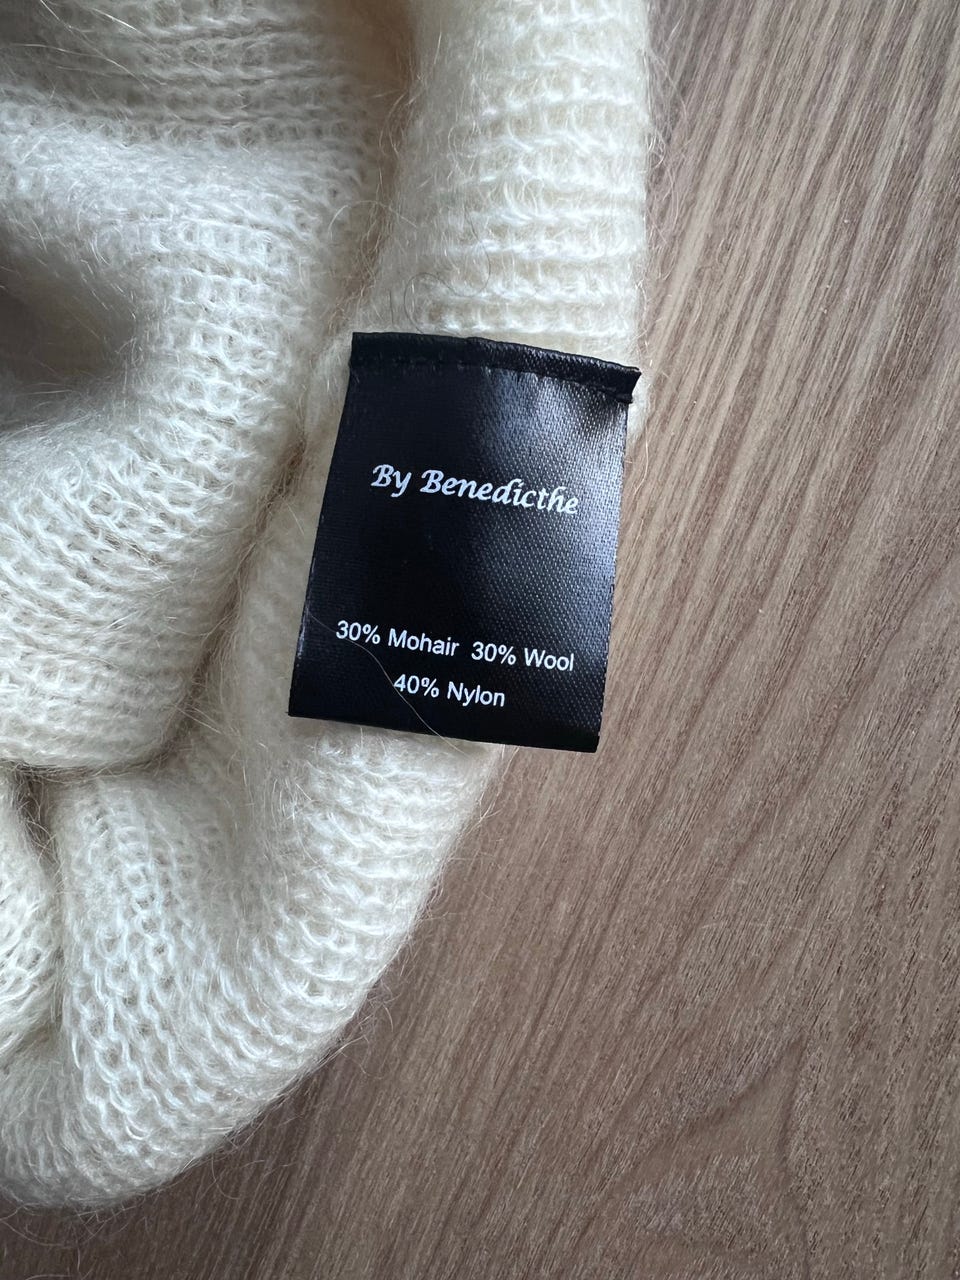 By Benedicthe
30% Mohair 30% Wool
40% Nylon